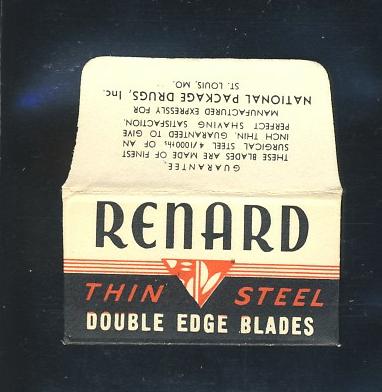 GUARANTEE,
THESE BLADES ARE MADE OF FINEST
SURGICAL STEEL 4/1000ths OF AN
INCH THIN. GUARANTEED TO GIVE
PERFECT SHAVING SATISFACTION.
MANUFACTURED EXPRESSLY FOR
NATIONAL PACKAGE DRUGS, Inc.
ST. LOUIS, MO.
RENARD
THIN STEEL
DOUBLE EDGE BLADES